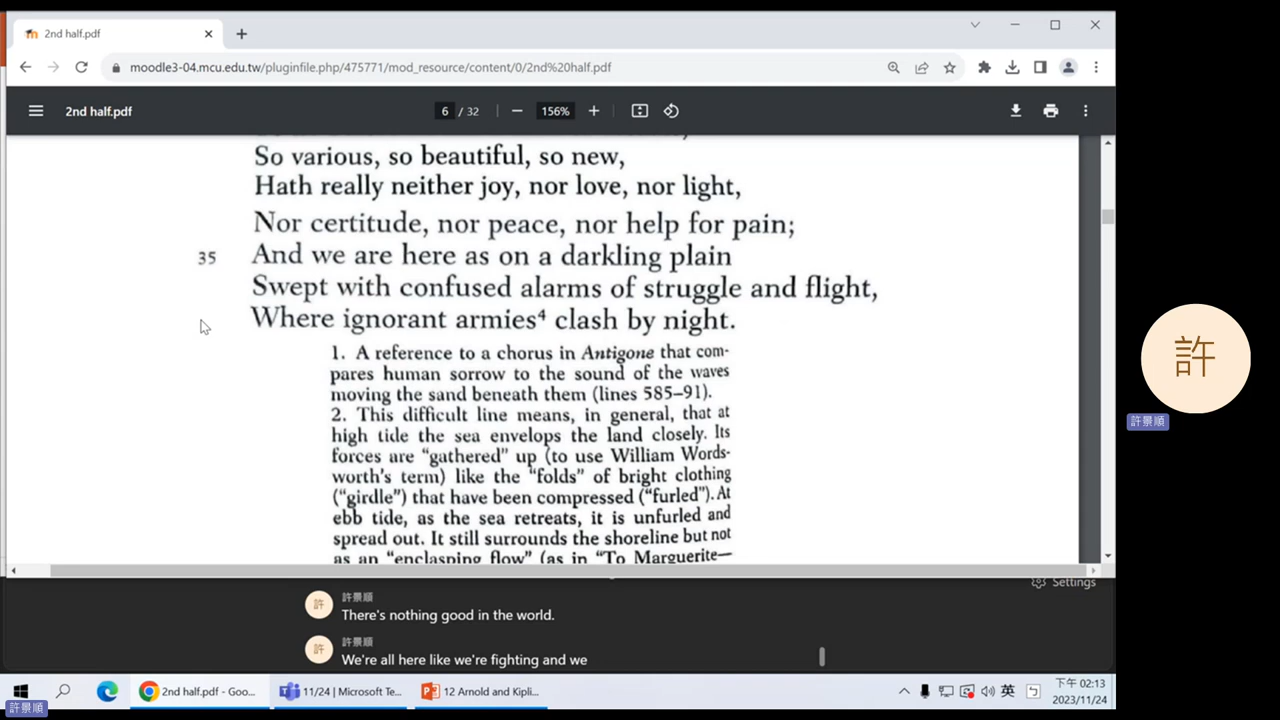 2nd half.pdf
moodle3-04.mcu.edu.tw/pluginfile.php/475771/mod_resource/content/0/2nd%20half.pdf
2nd half.pdf
6 / 32
156%
So various, so beautiful, so new,
Hath really neither joy, nor love, nor light,
Nor certitude, nor peace, nor help for pain;
35 And we are here as on a darkling plain
Swept with confused alarms of struggle and flight,
Where ignorant armies⁴ clash by night.
1. A reference to a chorus in Antigone that com-
pares human sorrow to the sound of the waves
moving the sand beneath them (lines 585–91).
2. This difficult line means, in general, that at
high tide the sea envelops the land closely. Its
forces are "gathered" up (to use William Words-
worth's term) like the "folds" of bright clothing
("girdle") that have been compressed ("furled"). At
ebb tide, as the sea retreats, it is unfurled and
spread out. It still surrounds the shoreline but not
as an "enclasping flow" (as in "To Marguerite—
許
許景順
Settings
許
許景順
There's nothing good in the world.
許
許景順
We're all here like we're fighting and we
2nd half.pdf - Goo...
11/24 | Microsoft Te...
12 Arnold and Kipli...
英
下午 02:13
2023/11/24
許景順